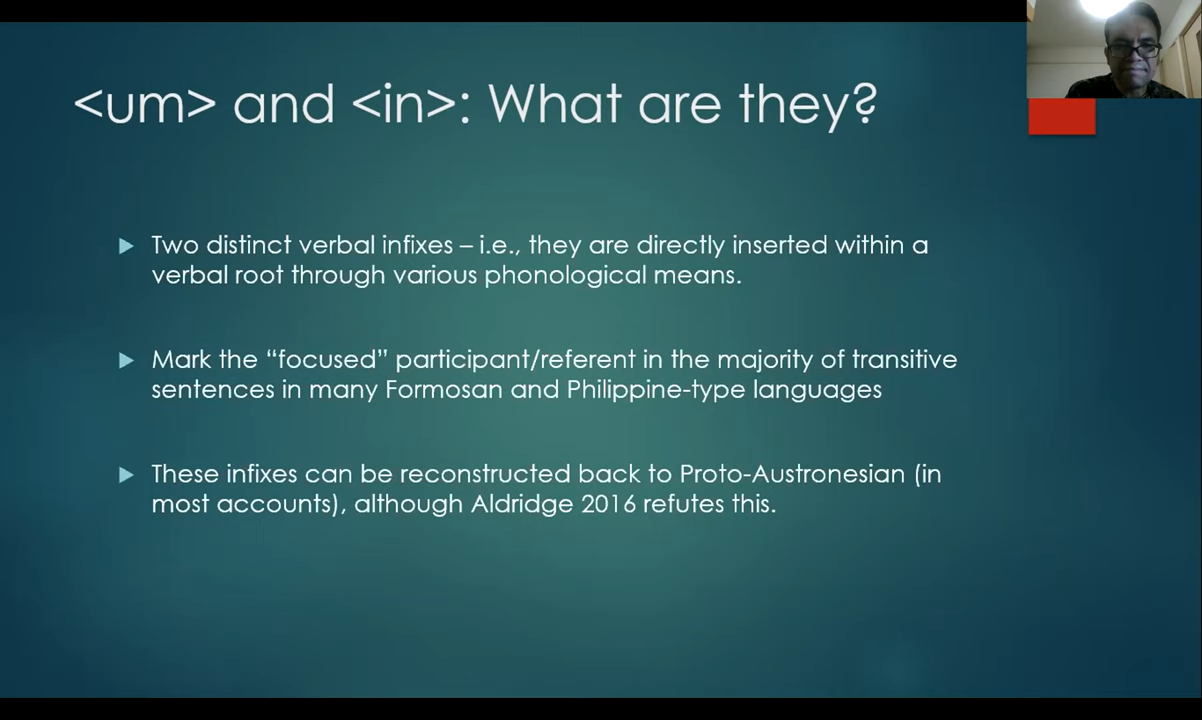 <um> and <in>: What are they?
Two distinct verbal infixes – i.e., they are directly inserted within a
verbal root through various phonological means.
Mark the “focused” participant/referent in the majority of transitive
sentences in many Formosan and Philippine-type languages
These infixes can be reconstructed back to Proto-Austronesian (in
most accounts), although Aldridge 2016 refutes this.